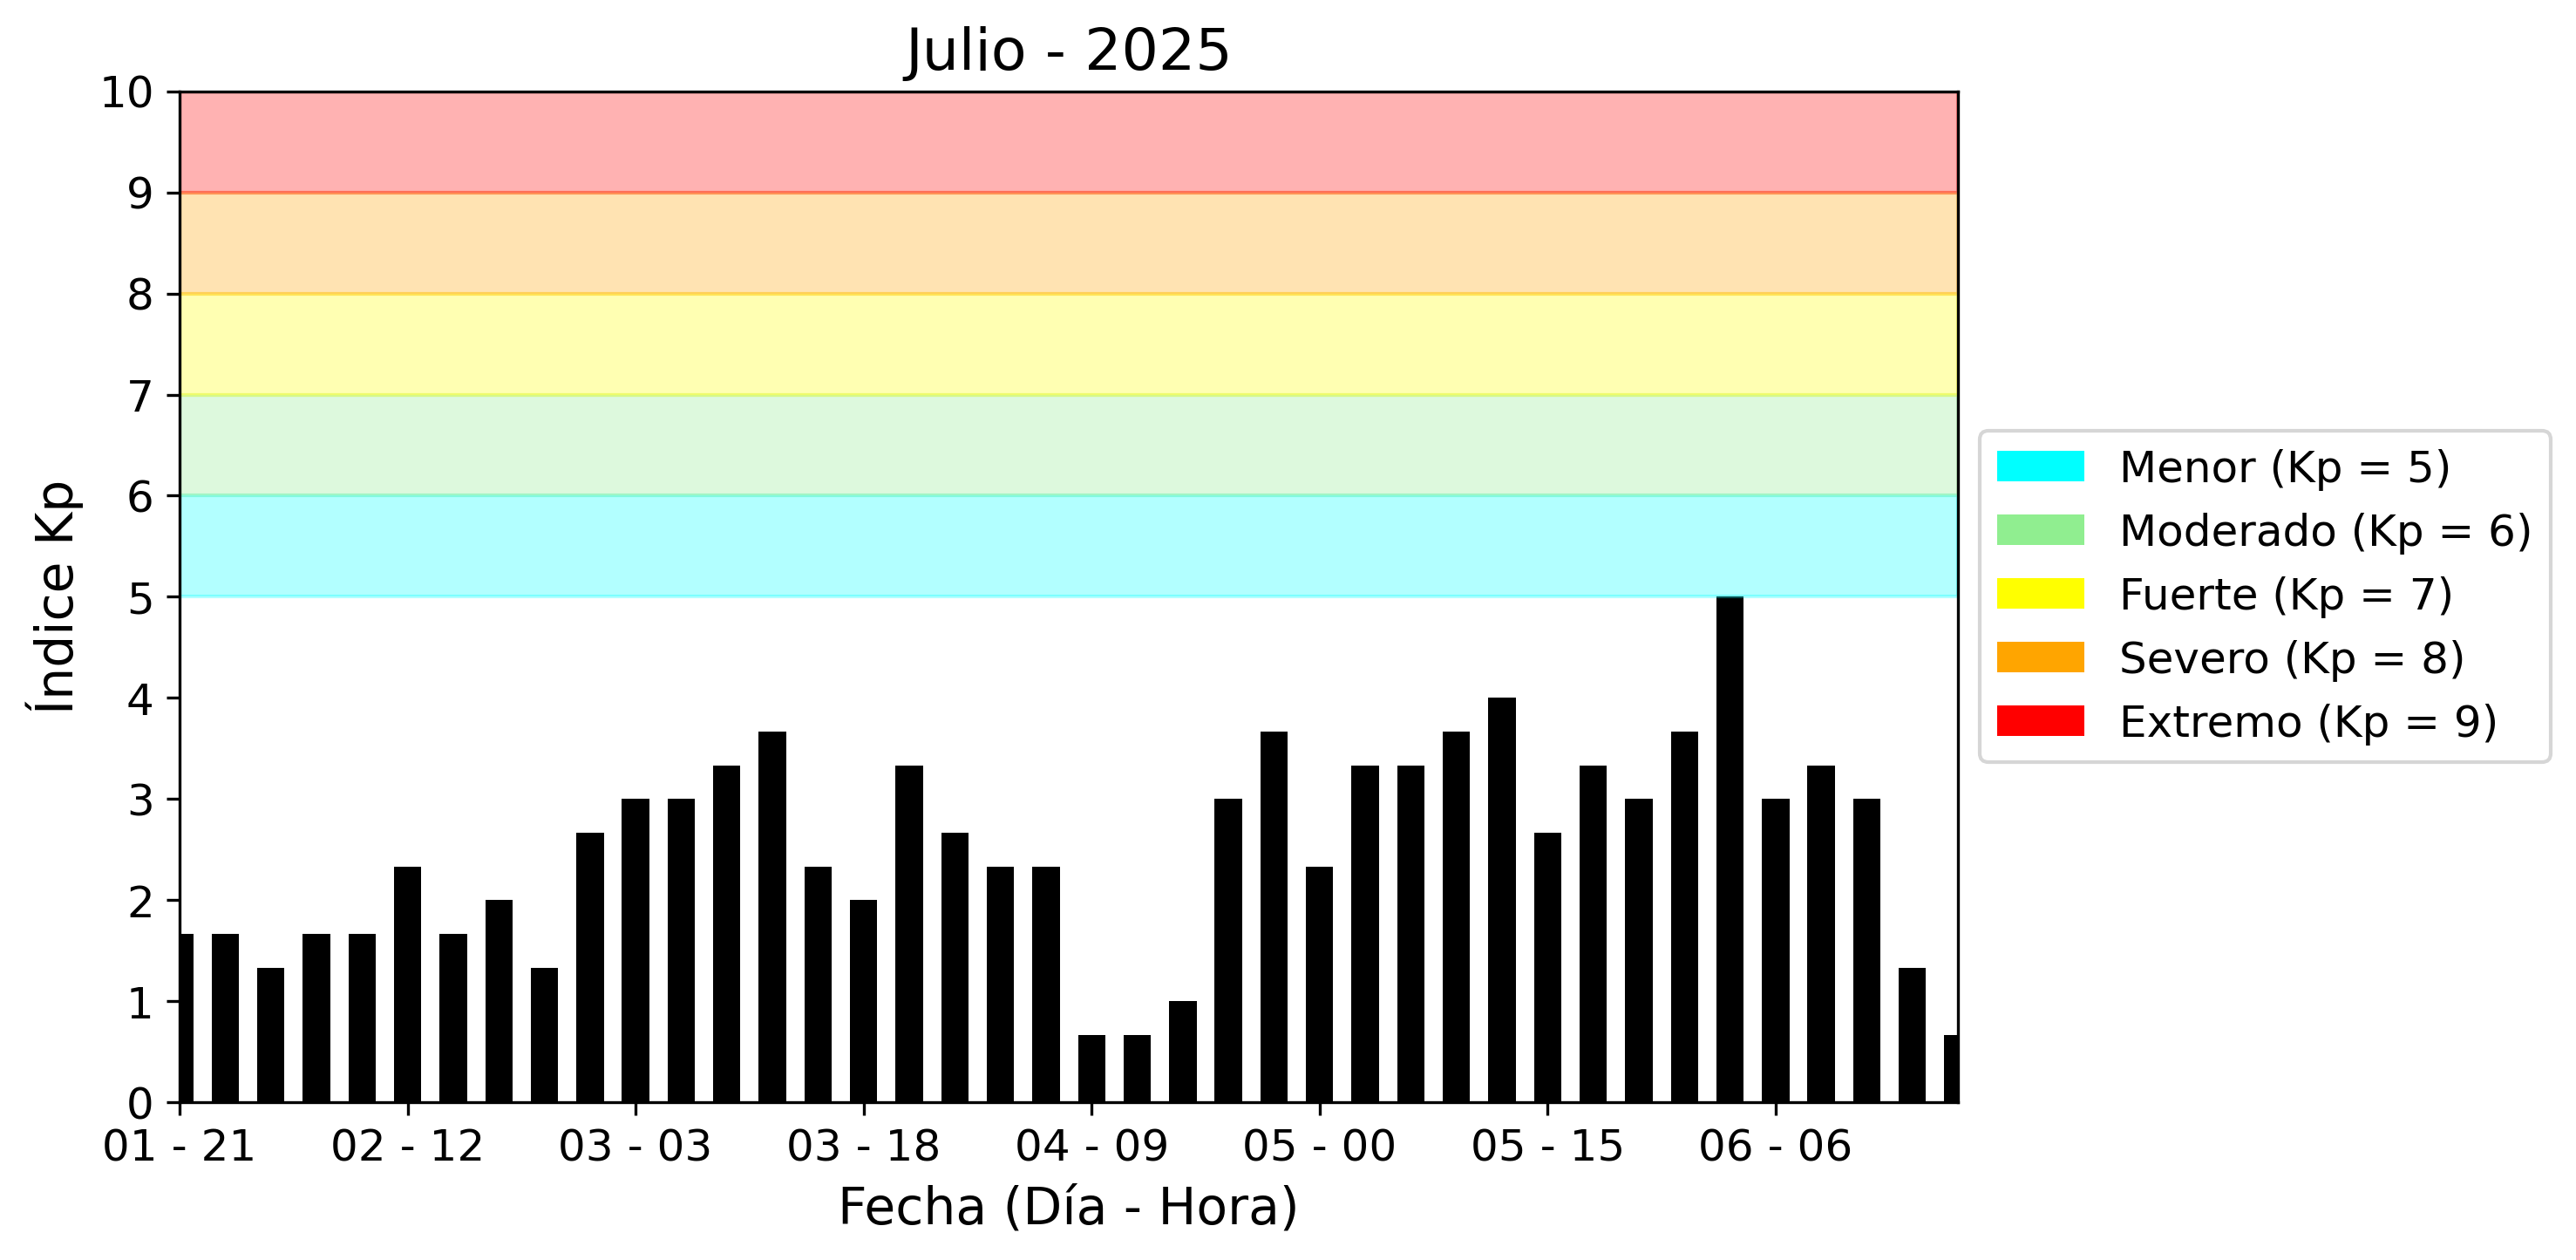 Julio - 2025
10
9
8
7
6
5
4
3
2
1
0
Índice Kp
01 - 21
02 - 12
03 - 03
03 - 18
04 - 09
05 - 00
05 - 15
06 - 06
Fecha (Día - Hora)
Menor (Kp = 5)
Moderado (Kp = 6)
Fuerte (Kp = 7)
Severo (Kp = 8)
Extremo (Kp = 9)